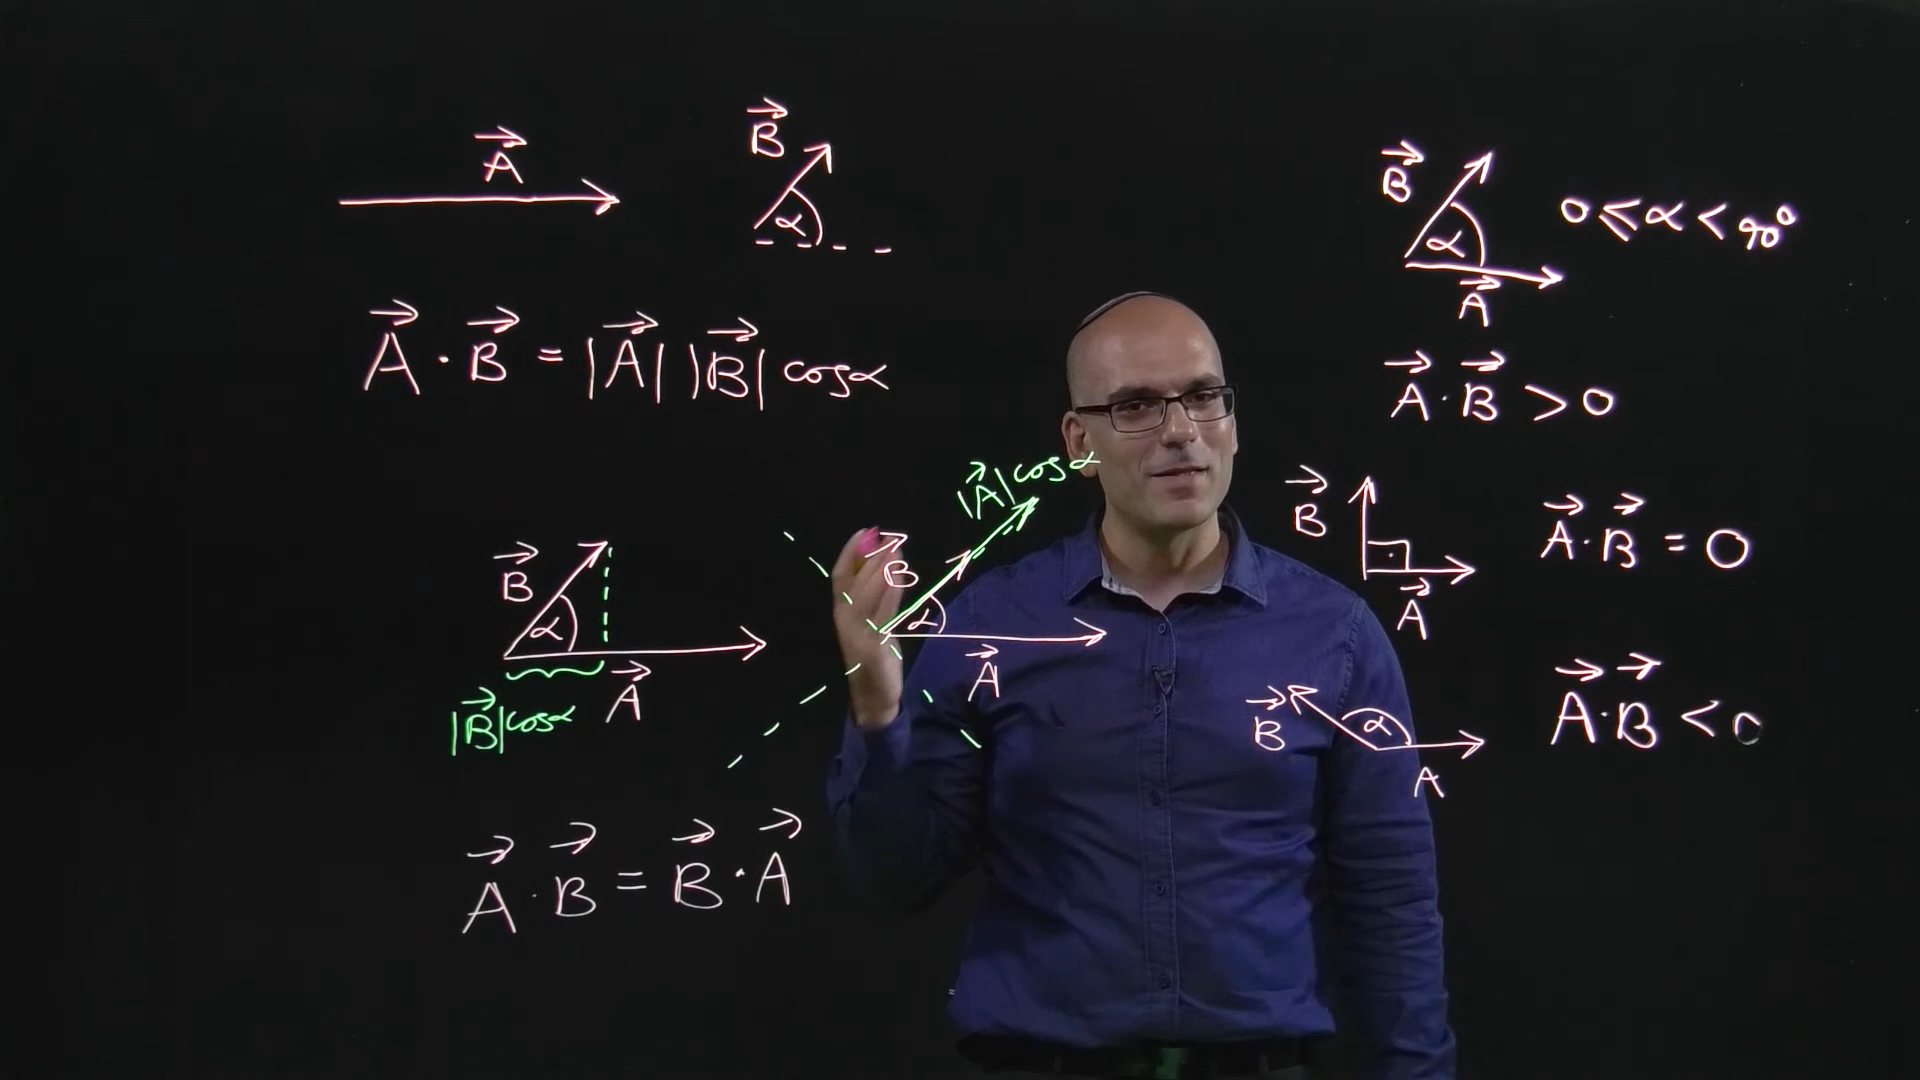 A⃗
B⃗
α
A⃗ · B⃗ = |A⃗| |B⃗| cosα
B⃗
α
A⃗
|B⃗| cosα
|A⃗| cosα
B⃗
α
A⃗
A⃗ · B⃗ = B⃗ · A⃗
B⃗
α
A⃗
0 ≤ α < 90°
A⃗ · B⃗ > 0
B⃗
A⃗
A⃗ · B⃗ = 0
B⃗
α
A
A⃗ · B⃗ < 0